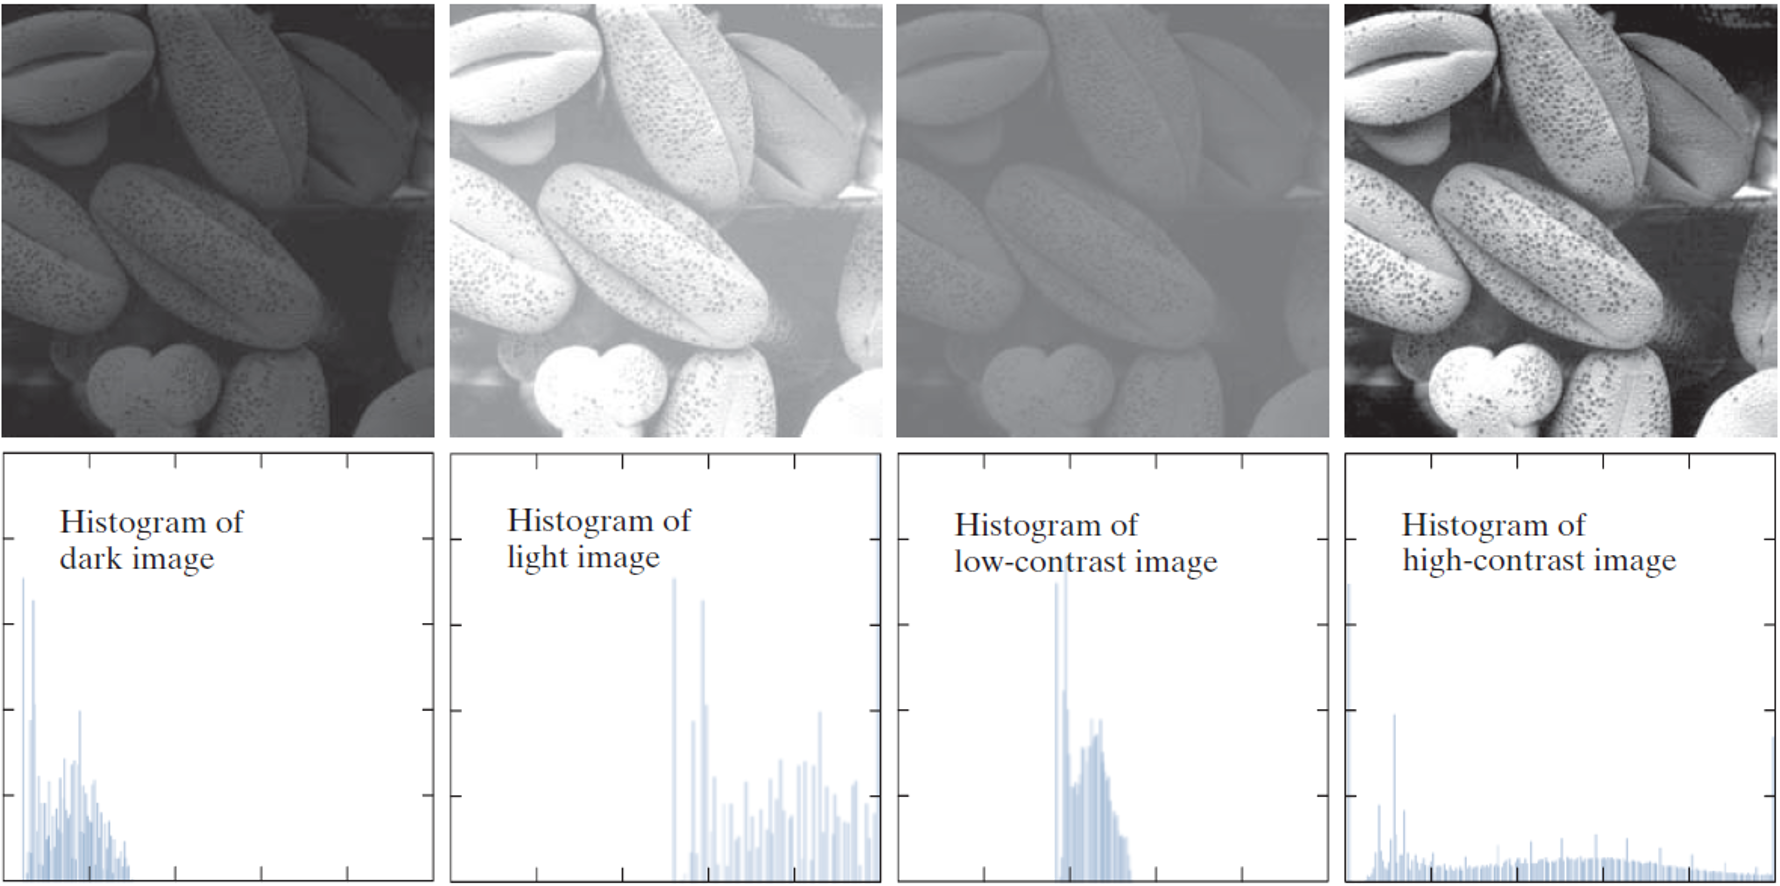 Histogram of
dark image
Histogram of
light image
Histogram of
low-contrast image
Histogram of
high-contrast image